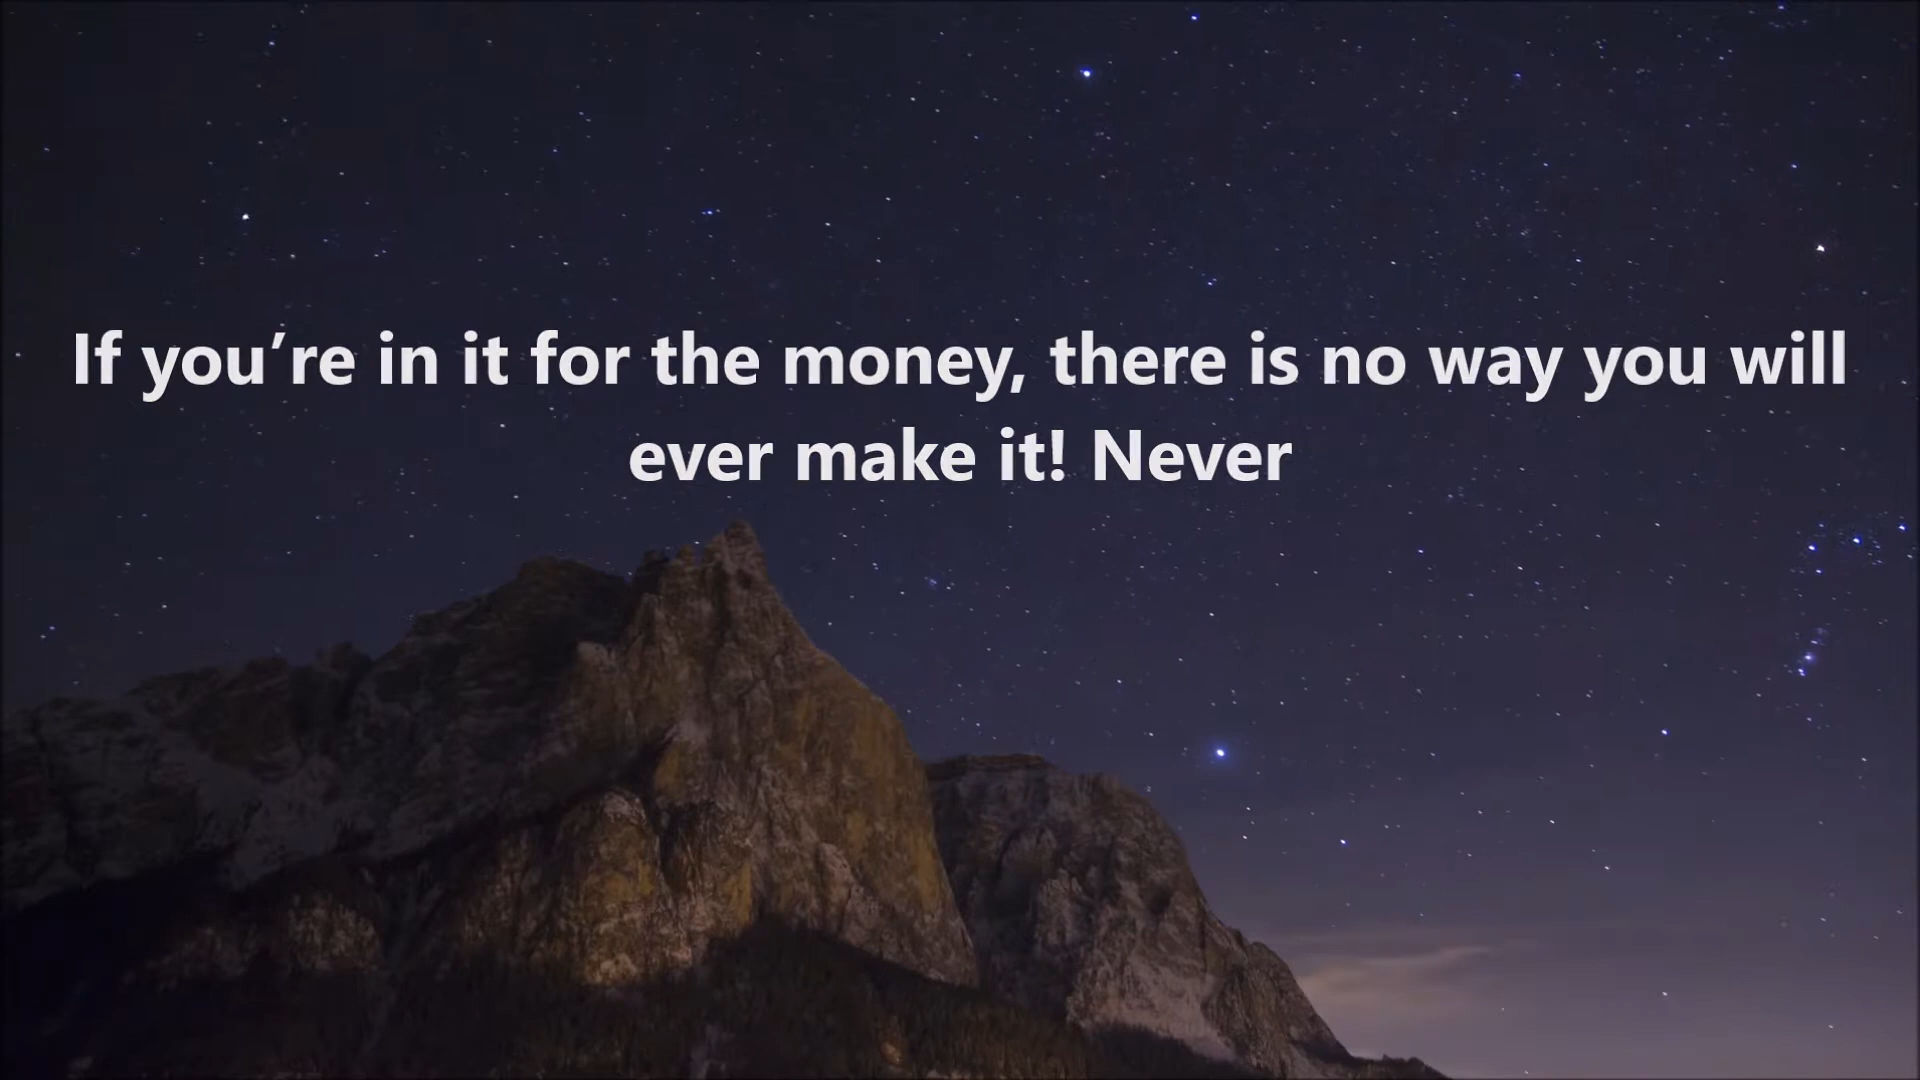 If you’re in it for the money, there is no way you will
ever make it! Never